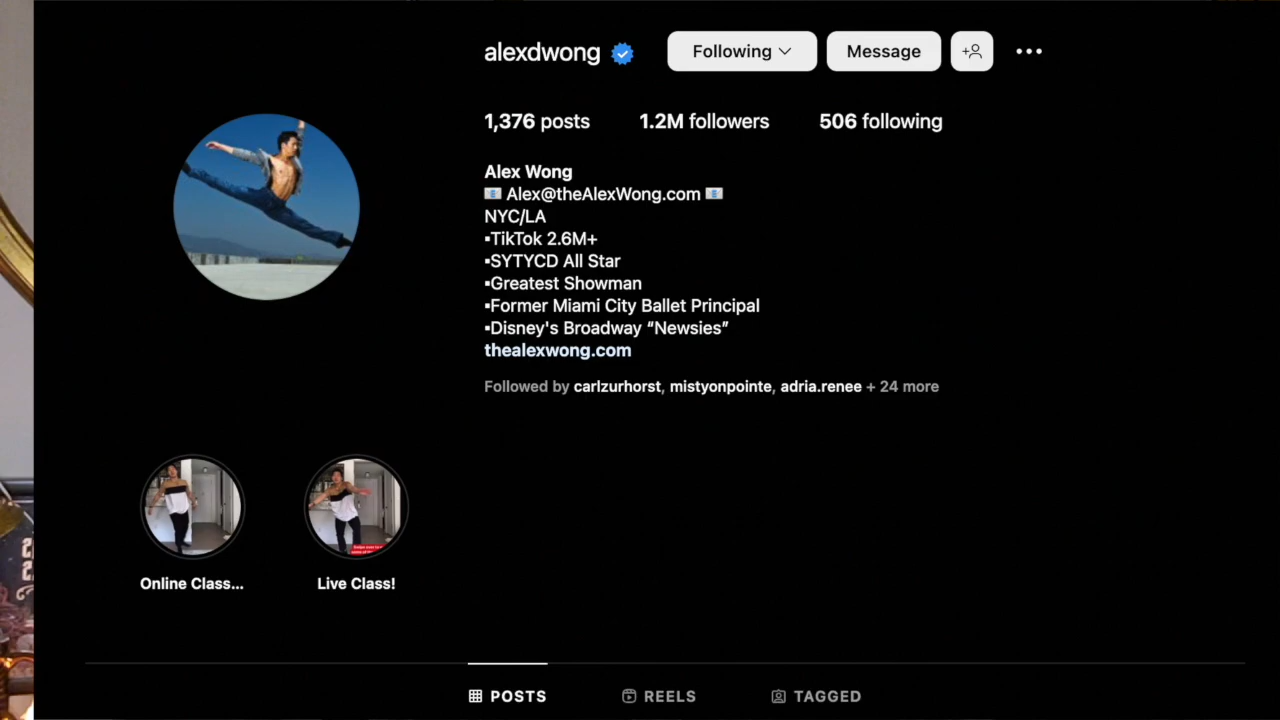 alexdwong
Following
Message
1,376 posts
1.2M followers
506 following
Alex Wong
📧 Alex@theAlexWong.com 📧
NYC/LA
▪TikTok 2.6M+
▪SYTYCD All Star
▪Greatest Showman
▪Former Miami City Ballet Principal
▪Disney's Broadway “Newsies”
thealexwong.com
Followed by carlzurhorst, mistyonpointe, adria.renee + 24 more
Online Class...
Live Class!
POSTS
REELS
TAGGED